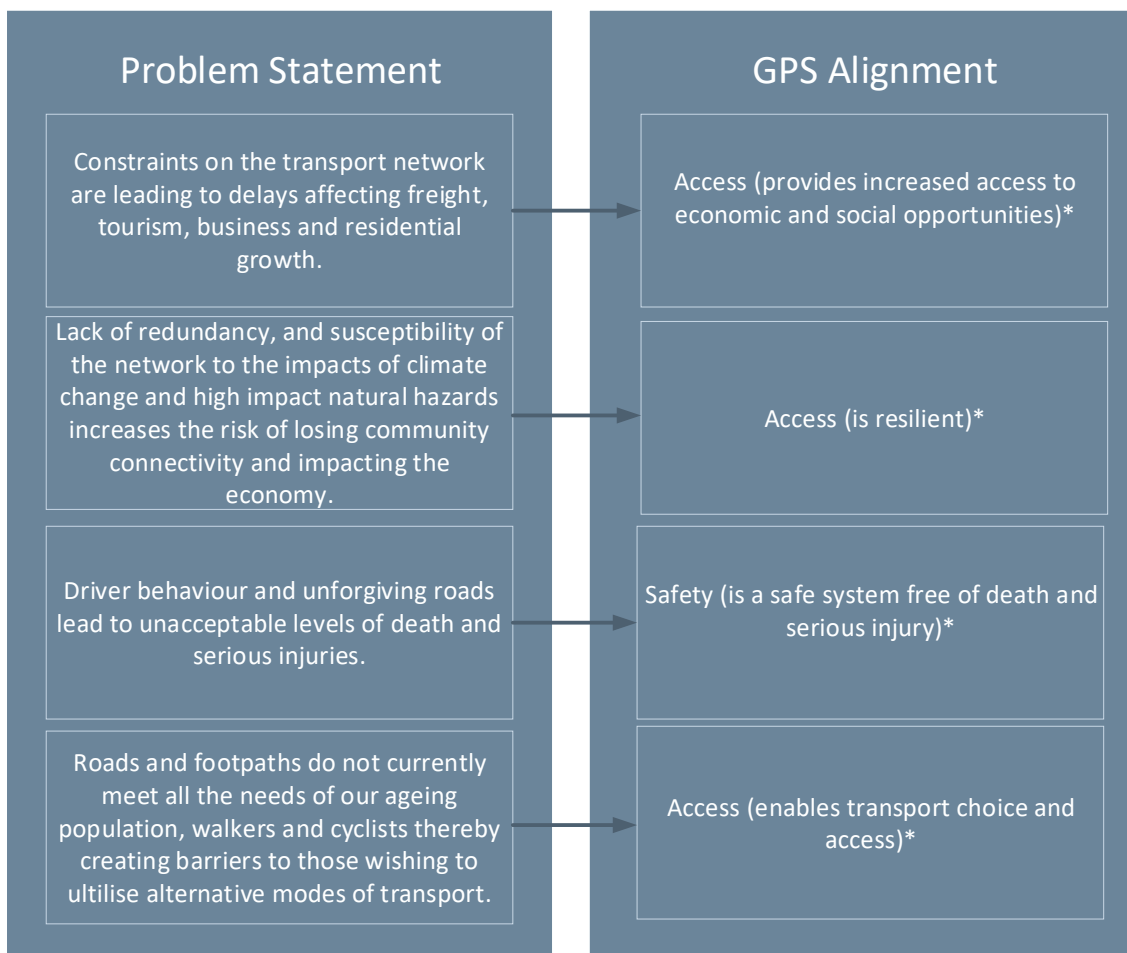 Problem Statement
Constraints on the transport network
are leading to delays affecting freight,
tourism, business and residential
growth.
Lack of redundancy, and susceptibility of
the network to the impacts of climate
change and high impact natural hazards
increases the risk of losing community
connectivity and impacting the
economy.
Driver behaviour and unforgiving roads
lead to unacceptable levels of death and
serious injuries.
Roads and footpaths do not currently
meet all the needs of our ageing
population, walkers and cyclists thereby
creating barriers to those wishing to
ultilise alternative modes of transport.
GPS Alignment
Access (provides increased access to
economic and social opportunities)*
Access (is resilient)*
Safety (is a safe system free of death and
serious injury)*
Access (enables transport choice and
access)*